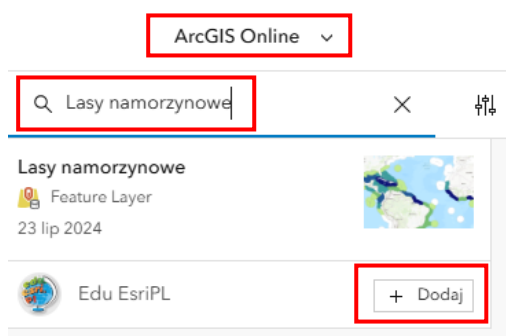 ArcGIS Online
Lasy namorzynowe
Lasy namorzynowe
Feature Layer
23 lip 2024
Edu EsriPL
+ Dodaj